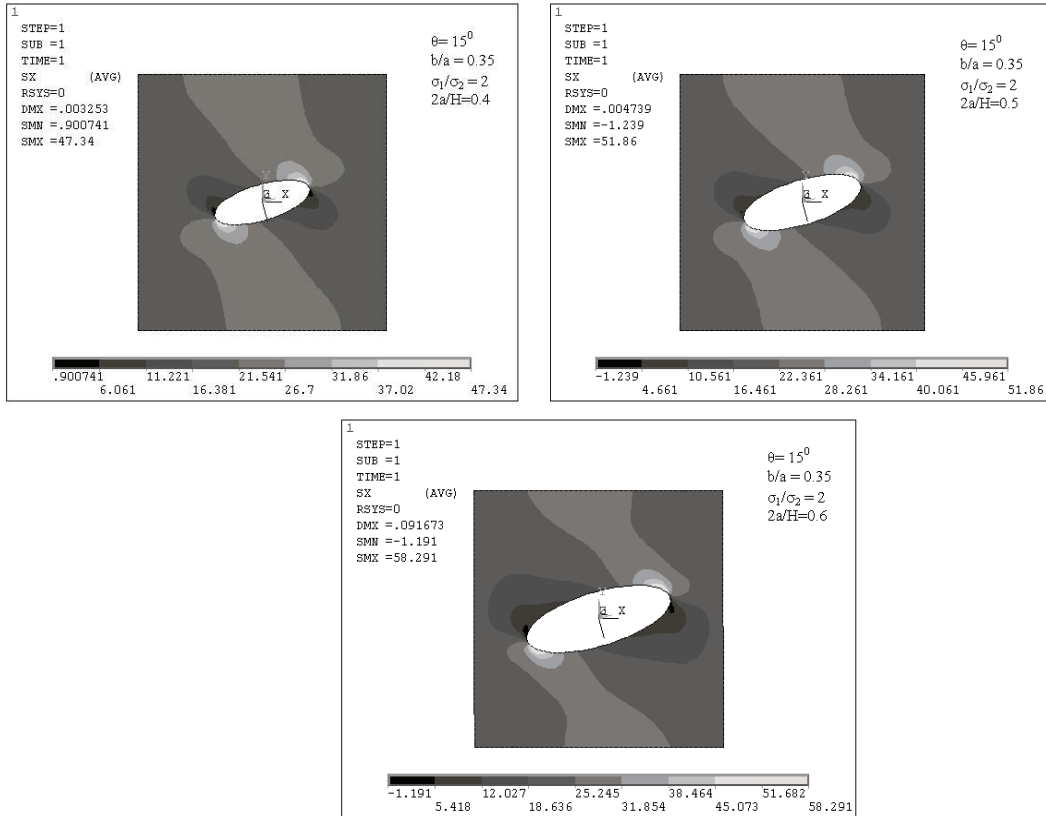 1
STEP=1
SUB =1
TIME=1
SX (AVG)
RSYS=0
DMX =.003253
SMN =.900741
SMX =47.34
θ= 15⁰
b/a = 0.35
σ₁/σ₂ = 2
2a/H=0.4
Y
X
.900741 11.221 21.541 31.86 42.18
6.061 16.381 26.7 37.02 47.34
1
STEP=1
SUB =1
TIME=1
SX (AVG)
RSYS=0
DMX =.004739
SMN =-1.239
SMX =51.86
θ= 15⁰
b/a = 0.35
σ₁/σ₂ = 2
2a/H=0.5
Y
X
-1.239 10.561 22.361 34.161 45.961
4.661 16.461 28.261 40.061 51.86
1
STEP=1
SUB =1
TIME=1
SX (AVG)
RSYS=0
DMX =.091673
SMN =-1.191
SMX =58.291
θ= 15⁰
b/a = 0.35
σ₁/σ₂ = 2
2a/H=0.6
Y
X
-1.191 12.027 25.245 38.464 51.682
5.418 18.636 31.854 45.073 58.291